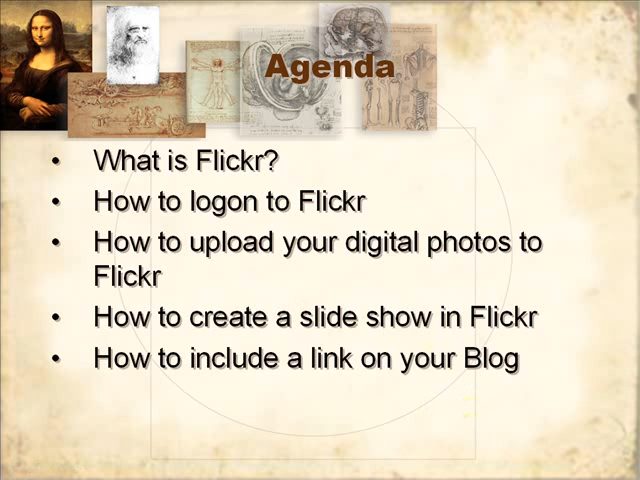 Agenda
• What is Flickr?
• How to logon to Flickr
• How to upload your digital photos to
Flickr
• How to create a slide show in Flickr
• How to include a link on your Blog